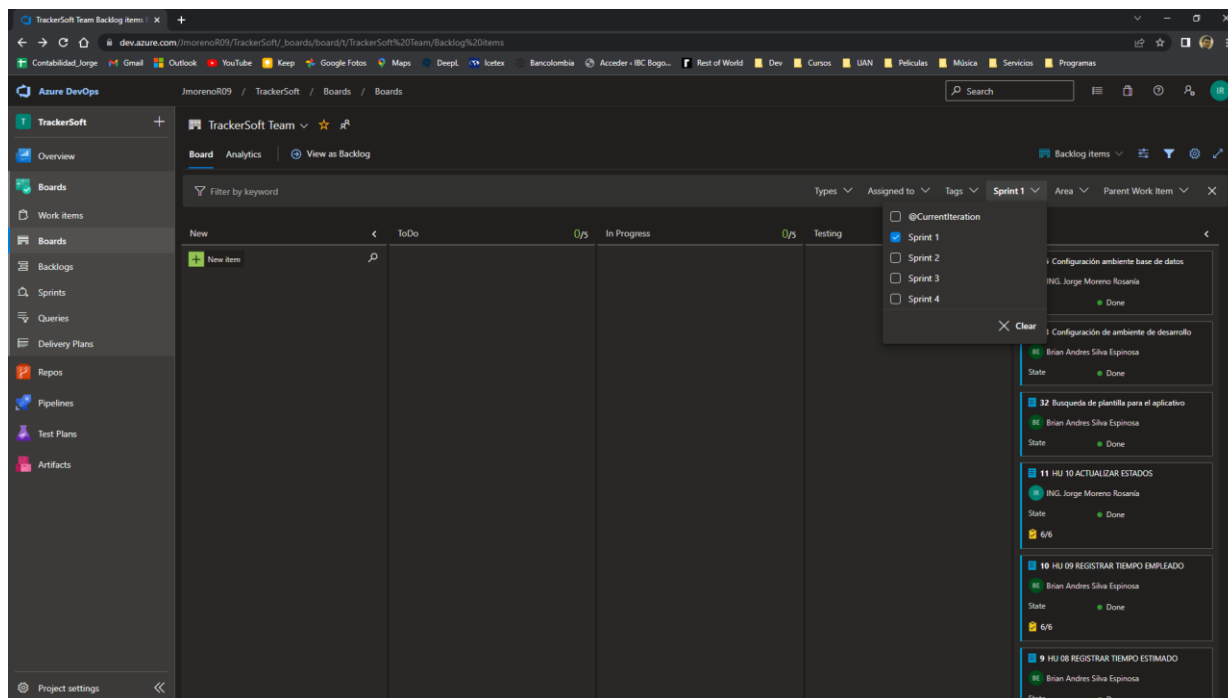 TrackerSoft Team Backlog items
dev.azure.com/JmorenoR09/TrackerSoft/_boards/board/t/TrackerSoft%20Team/Backlog%20items
Contabilidad_Jorge Gmail Outlook YouTube Keep Google Fotos Maps DeepL Icetex Bancolombia Acceder ‹ IBC Bogo... Rest of World Dev Cursos UAN Peliculas Música Servicios Programas
Azure DevOps JmorenoR09 / TrackerSoft / Boards / Boards Search IR
T TrackerSoft
TrackerSoft Team
Overview
Board Analytics View as Backlog Backlog items
Boards
Filter by keyword Types Assigned to Tags Sprint 1 Area Parent Work Item
Work items
Boards
Backlogs
Sprints
Queries
Delivery Plans
Repos
Pipelines
Test Plans
Artifacts
Project settings
New ToDo 0/5 In Progress 0/5 Testing
New item
@CurrentIteration
Sprint 1
Sprint 2
Sprint 3
Sprint 4
Clear
Configuración ambiente base de datos
ING. Jorge Moreno Rosanía
Done
Configuración de ambiente de desarrollo
BE Brian Andres Silva Espinosa
State Done
32 Busqueda de plantilla para el aplicativo
BE Brian Andres Silva Espinosa
State Done
11 HU 10 ACTUALIZAR ESTADOS
IR ING. Jorge Moreno Rosanía
State Done
6/6
10 HU 09 REGISTRAR TIEMPO EMPLEADO
BE Brian Andres Silva Espinosa
State Done
6/6
9 HU 08 REGISTRAR TIEMPO ESTIMADO
BE Brian Andres Silva Espinosa